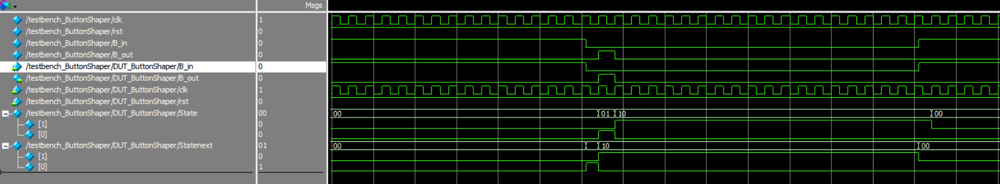 Msgs
/testbench_ButtonShaper/clk 1
/testbench_ButtonShaper/rst 0
/testbench_ButtonShaper/B_in 0
/testbench_ButtonShaper/B_out 0
/testbench_ButtonShaper/DUT_ButtonShaper/B_in 0
/testbench_ButtonShaper/DUT_ButtonShaper/B_out 0
/testbench_ButtonShaper/DUT_ButtonShaper/clk 1
/testbench_ButtonShaper/DUT_ButtonShaper/rst 0
/testbench_ButtonShaper/DUT_ButtonShaper/State 00 00 01 10 00
[1] 0
[0] 0
/testbench_ButtonShaper/DUT_ButtonShaper/Statenext 01 00 10 00
[1] 0
[0] 1